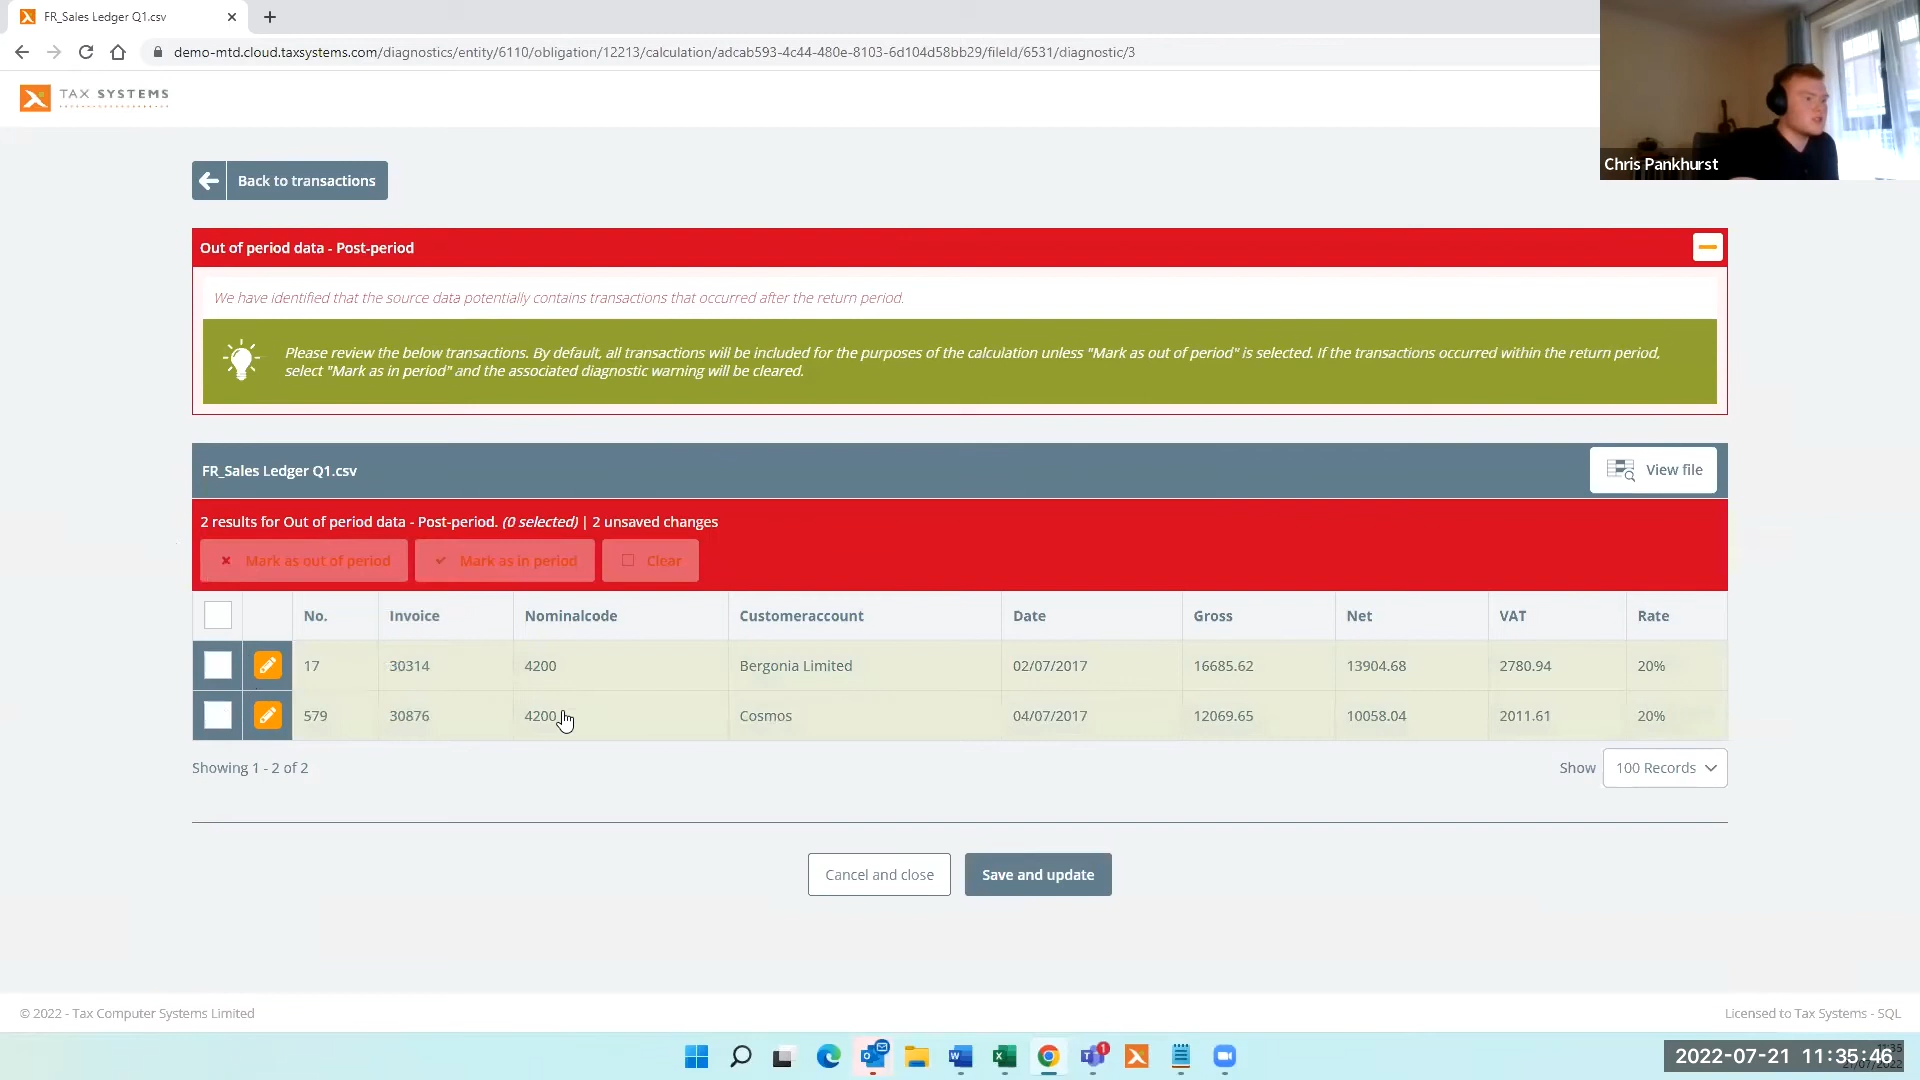 FR_Sales Ledger Q1.csv
demo-mtd.cloud.taxsystems.com/diagnostics/entity/6110/obligation/12213/calculation/adcab593-4c44-480e-8103-6d104d58bb29/fileId/6531/diagnostic/3
TAX SYSTEMS
Chris Pankhurst
Back to transactions
Out of period data - Post-period
We have identified that the source data potentially contains transactions that occurred after the return period.
Please review the below transactions. By default, all transactions will be included for the purposes of the calculation unless "Mark as out of period" is selected. If the transactions occurred within the return period,
select "Mark as in period" and the associated diagnostic warning will be cleared.
FR_Sales Ledger Q1.csv View file
2 results for Out of period data - Post-period. (0 selected) | 2 unsaved changes
Mark as out of period Mark as in period Clear
No. Invoice Nominalcode Customeraccount Date Gross Net VAT Rate
17 30314 4200 Bergonia Limited 02/07/2017 16685.62 13904.68 2780.94 20%
579 30876 4200 Cosmos 04/07/2017 12069.65 10058.04 2011.61 20%
Showing 1 - 2 of 2 Show 100 Records
Cancel and close Save and update
© 2022 - Tax Computer Systems Limited Licensed to Tax Systems - SQL
1
2022-07-21 11:35:46